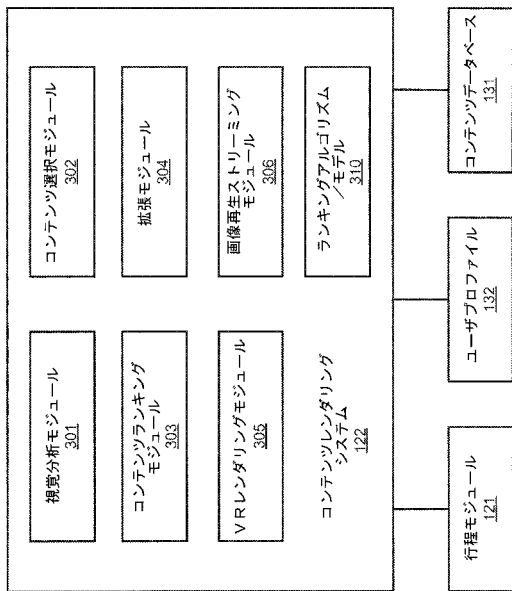 視覚分析モジュール
301
コンテンツ選択モジュール
302
コンテンツランキング
モジュール
303
拡張モジュール
304
VRレンダリングモジュール
305
画像再生ストリーミング
モジュール
306
コンテンツレンダリング
システム
122
ランキングアルゴリズム
／モデル
310
行程モジュール
121
ユーザプロファイル
132
コンテンツデータベース
131